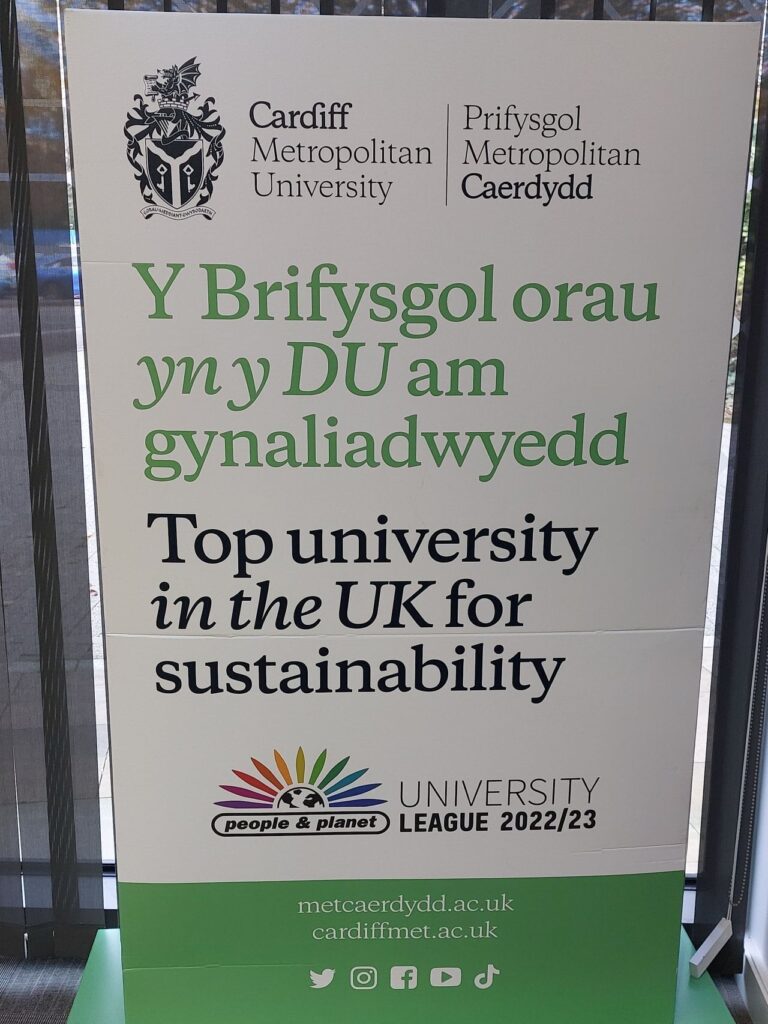 Cardiff
Metropolitan
University
Prifysgol
Metropolitan
Caerdydd
Y Brifysgol orau
yn y DU am
gynaliadwyedd
Top university
in the UK for
sustainability
people & planet
UNIVERSITY
LEAGUE 2022/23
metcaerdydd.ac.uk
cardiffmet.ac.uk